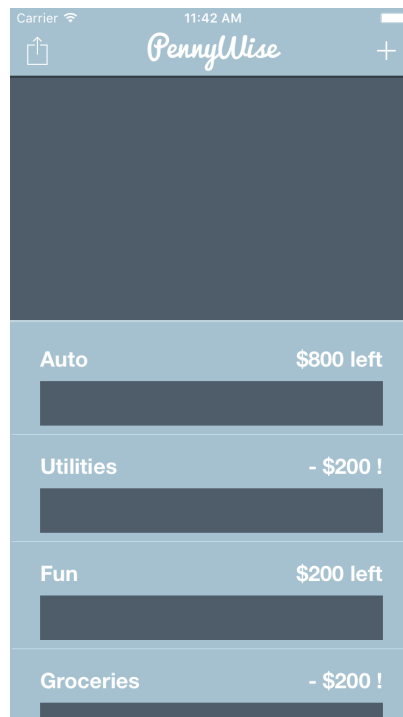 Carrier 11:42 AM
PennyWise
Auto $800 left
Utilities - $200 !
Fun $200 left
Groceries - $200 !